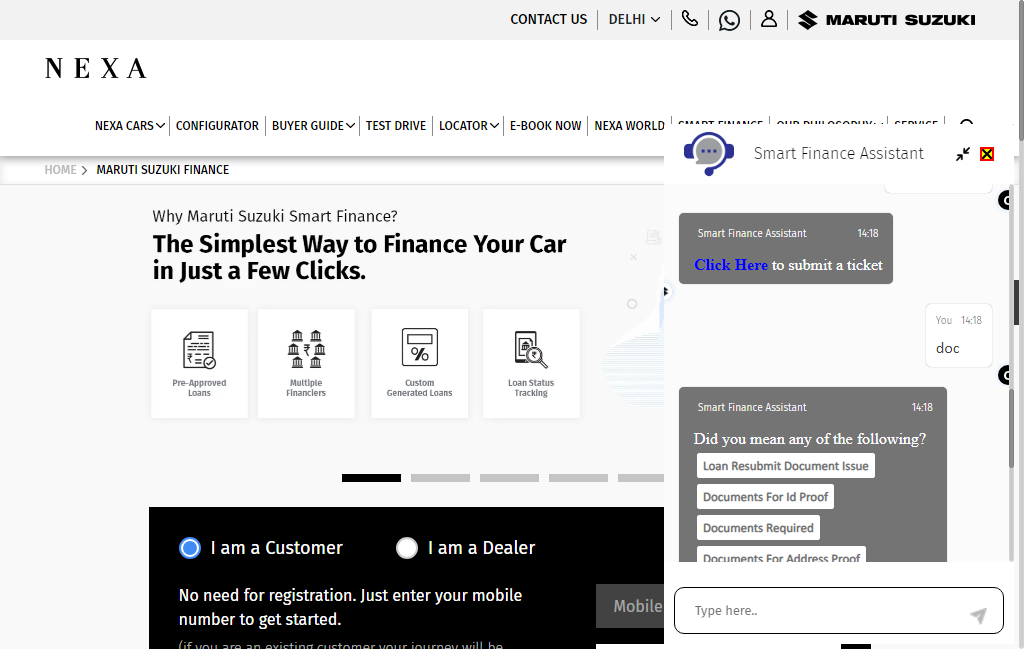 CONTACT US
DELHI
MARUTI SUZUKI
NEXA
NEXA CARS
CONFIGURATOR
BUYER GUIDE
TEST DRIVE
LOCATOR
E-BOOK NOW
NEXA WORLD
SMART FINANCE
OUR PHILOSOPHY
SERVICE
HOME
MARUTI SUZUKI FINANCE
Why Maruti Suzuki Smart Finance?
The Simplest Way to Finance Your Car
in Just a Few Clicks.
Pre-Approved
Loans
Multiple
Financiers
Custom
Generated Loans
Loan Status
Tracking
I am a Customer
I am a Dealer
No need for registration. Just enter your mobile
number to get started.
(if you are an existing customer your journey will be
Mobile
Smart Finance Assistant
Smart Finance Assistant 14:18
Click Here to submit a ticket
You 14:18
doc
Smart Finance Assistant 14:18
Did you mean any of the following?
Loan Resubmit Document Issue
Documents For Id Proof
Documents Required
Documents For Address Proof
Type here..